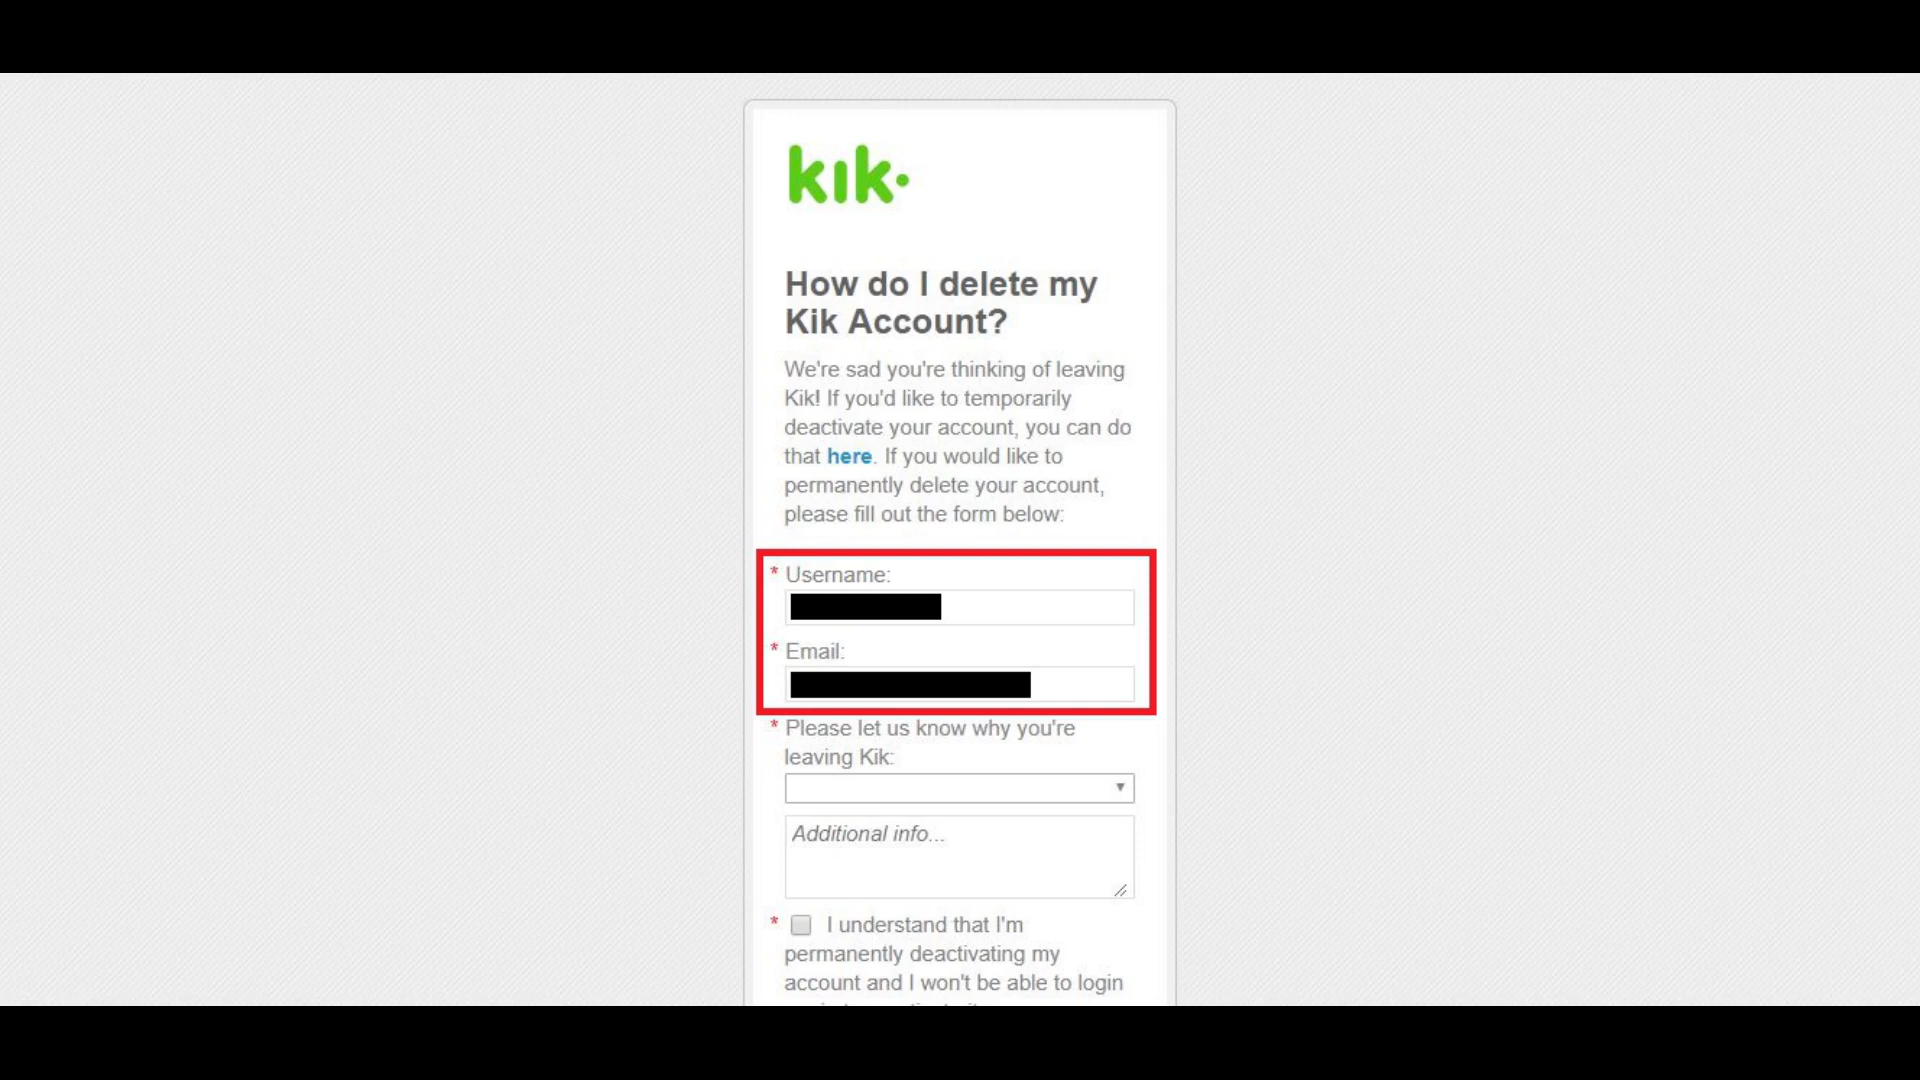 kik.
How do I delete my
Kik Account?
We're sad you're thinking of leaving
Kik! If you'd like to temporarily
deactivate your account, you can do
that here. If you would like to
permanently delete your account,
please fill out the form below:
* Username:
* Email:
* Please let us know why you're
leaving Kik:
Additional info...
* I understand that I'm
permanently deactivating my
account and I won't be able to login